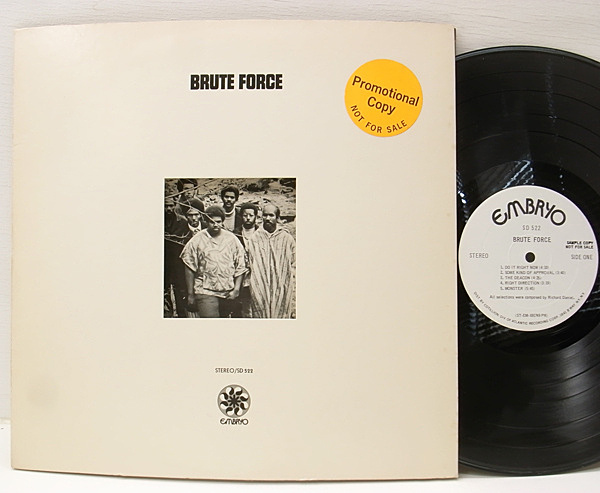 BRUTE FORCE
Promotional
Copy
NOT FOR SALE
STEREO/SD 522
EMBRYO
EMBRYO
SD 522
BRUTE FORCE
SAMPLE COPY
NOT FOR SALE
STEREO
SIDE ONE
1. DO IT RIGHT NOW
2. SOME KIND OF APPROVAL
3. THE DEACON
4. RIGHT DIRECTION
5. MONSTER
All selections were composed by Richard